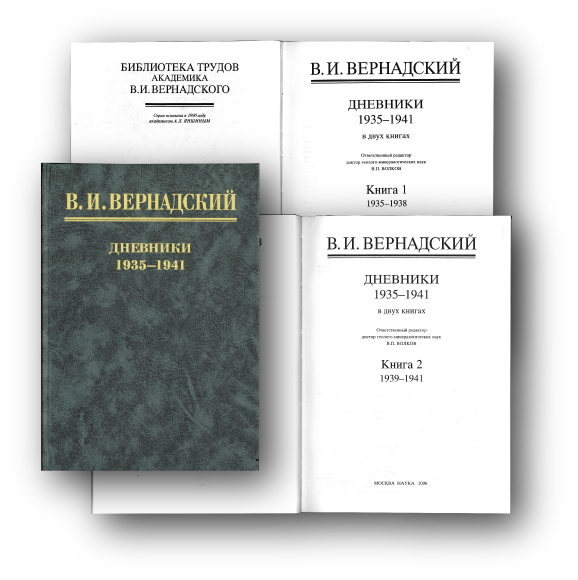 БИБЛИОТЕКА ТРУДОВ
АКАДЕМИКА
В.И.ВЕРНАДСКОГО
Серия основана в 1990 году
академиком А.Л. ЯНШИНЫМ
В. И. ВЕРНАДСКИЙ
ДНЕВНИКИ
1935–1941
в двух книгах
Ответственный редактор
доктор геолого-минералогических наук
В.П. ВОЛКОВ
Книга 1
1935–1938
В. И. ВЕРНАДСКИЙ
ДНЕВНИКИ
1935–1941
В. И. ВЕРНАДСКИЙ
ДНЕВНИКИ
1935–1941
в двух книгах
Ответственный редактор
доктор геолого-минералогических наук
В.П. ВОЛКОВ
Книга 2
1939–1941
МОСКВА НАУКА 2006